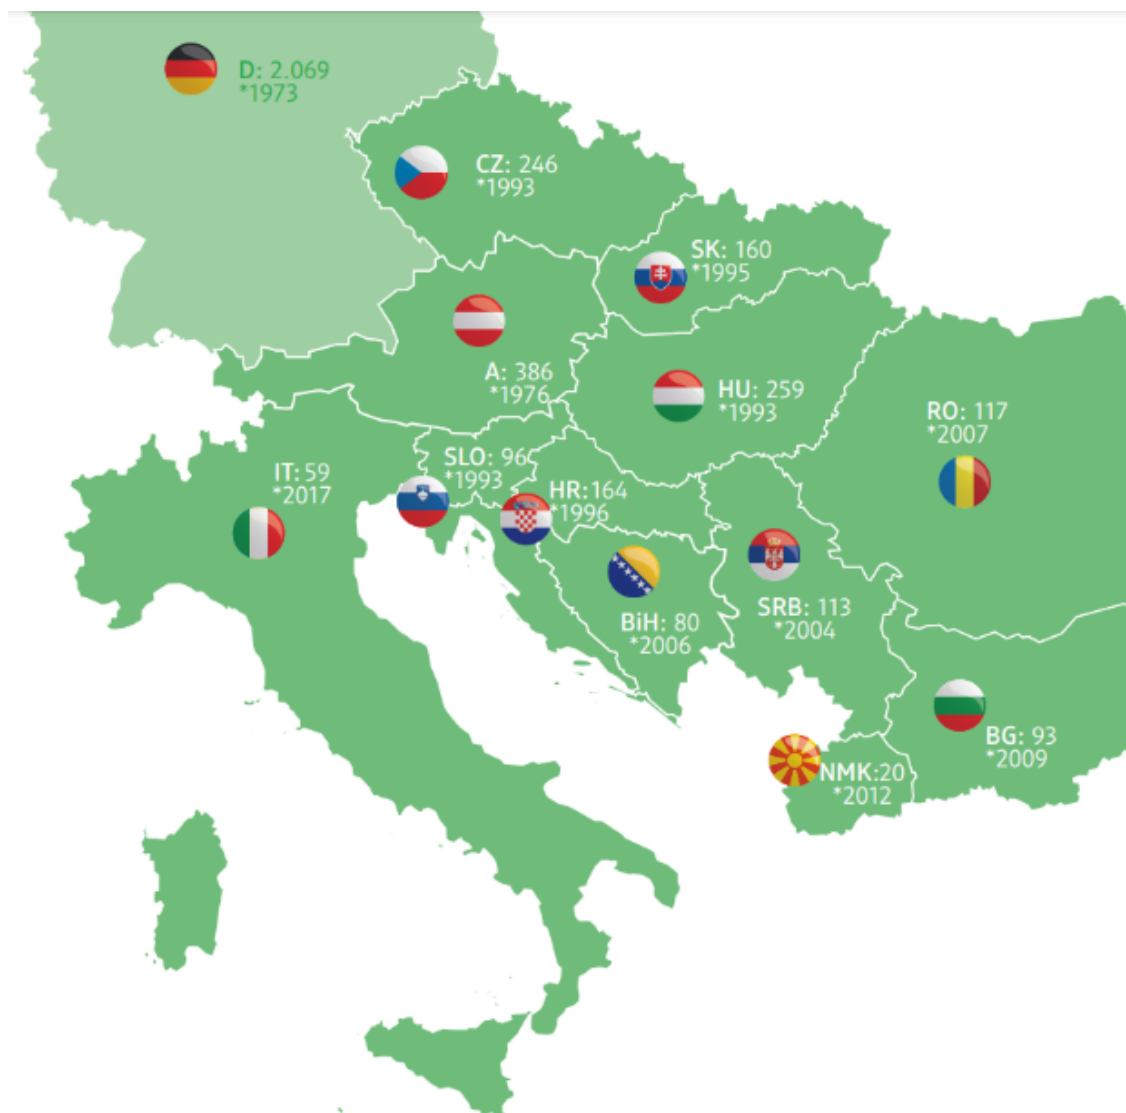 D: 2.069
*1973
CZ: 246
*1993
SK: 160
*1995
A: 386
*1976
HU: 259
*1993
RO: 117
*2007
SLO: 96
*1993
IT: 59
*2017
HR:164
*1996
BiH: 80
*2006
SRB: 113
*2004
BG: 93
*2009
NMK:20
*2012